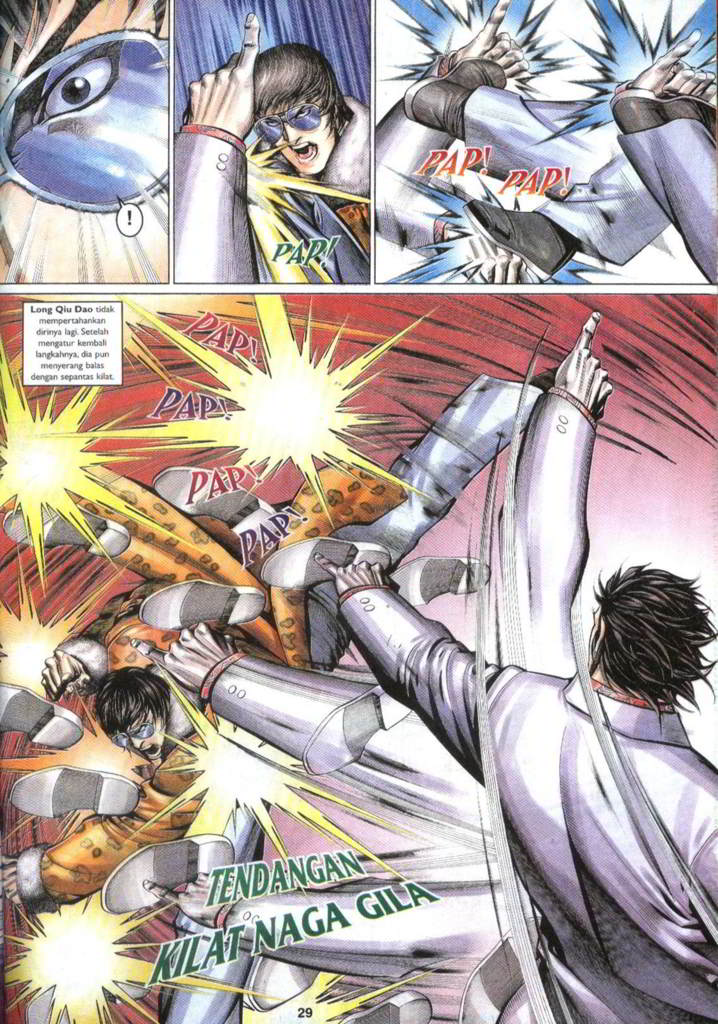 !
PAP!
PAP! PAP!
Long Qiu Dao tidak
mempertahankan
dirinya lagi. Setelah
mengatur kembali
langkahnya, dia pun
menyerang balas
dengan sepantas kilat.
PAP!
PAP!
PAP!
PAP!
TENDANGAN
KILAT NAGA GILA
29